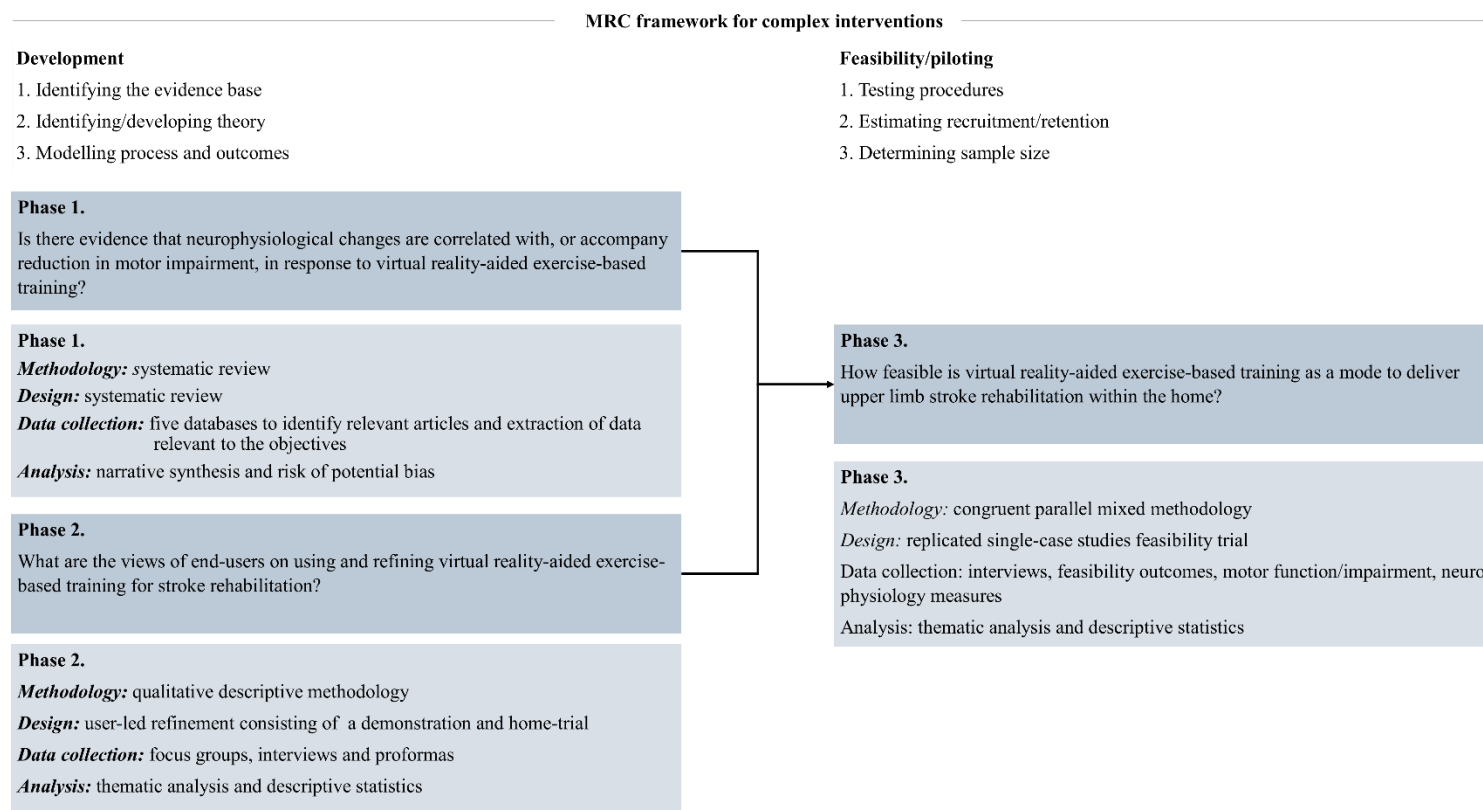 MRC framework for complex interventions
Development
1. Identifying the evidence base
2. Identifying/developing theory
3. Modelling process and outcomes
Feasibility/piloting
1. Testing procedures
2. Estimating recruitment/retention
3. Determining sample size
Phase 1.
Is there evidence that neurophysiological changes are correlated with, or accompany
reduction in motor impairment, in response to virtual reality-aided exercise-based
training?
Phase 1.
Methodology: systematic review
Design: systematic review
Data collection: five databases to identify relevant articles and extraction of data
relevant to the objectives
Analysis: narrative synthesis and risk of potential bias
Phase 2.
What are the views of end-users on using and refining virtual reality-aided exercise-
based training for stroke rehabilitation?
Phase 2.
Methodology: qualitative descriptive methodology
Design: user-led refinement consisting of a demonstration and home-trial
Data collection: focus groups, interviews and proformas
Analysis: thematic analysis and descriptive statistics
Phase 3.
How feasible is virtual reality-aided exercise-based training as a mode to deliver
upper limb stroke rehabilitation within the home?
Phase 3.
Methodology: congruent parallel mixed methodology
Design: replicated single-case studies feasibility trial
Data collection: interviews, feasibility outcomes, motor function/impairment, neuro
physiology measures
Analysis: thematic analysis and descriptive statistics